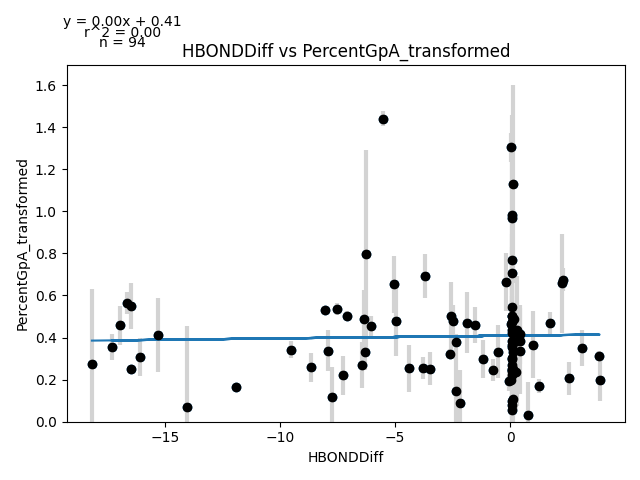 y = 0.00x + 0.41
r^2 = 0.00
n = 94
HBONDDiff vs PercentGpA_transformed
PercentGpA_transformed
1.6
1.4
1.2
1.0
0.8
0.6
0.4
0.2
0.0
−15
−10
−5
0
HBONDDiff